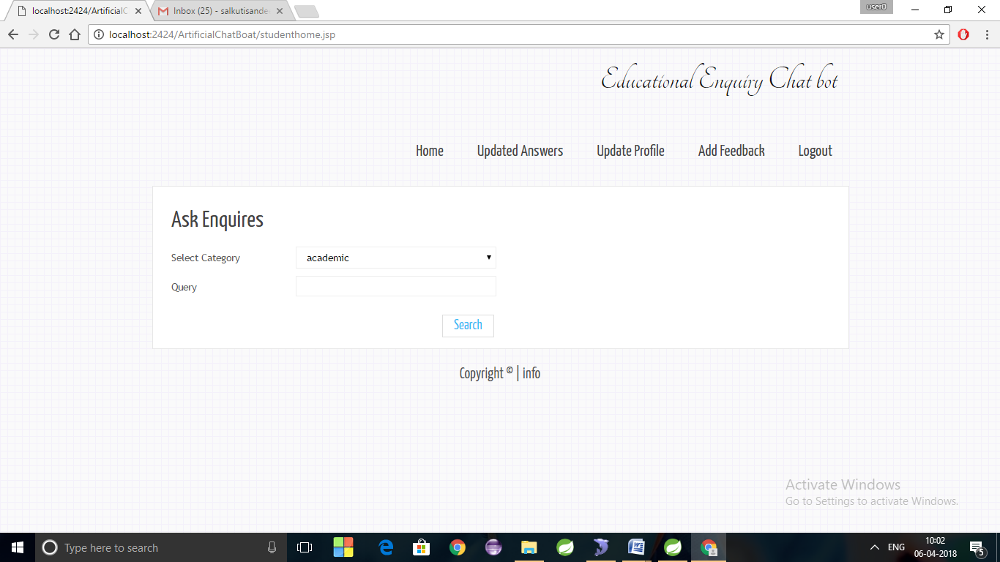 localhost:2424/ArtificialC
Inbox (25) - salkutisande
user0
localhost:2424/ArtificialChatBoat/studenthome.jsp
Educational Enquiry Chat bot
Home Updated Answers Update Profile Add Feedback Logout
Ask Enquires
Select Category academic
Query
Search
Copyright © | info
Activate Windows
Go to Settings to activate Windows.
Type here to search
ENG
10:02
06-04-2018
5